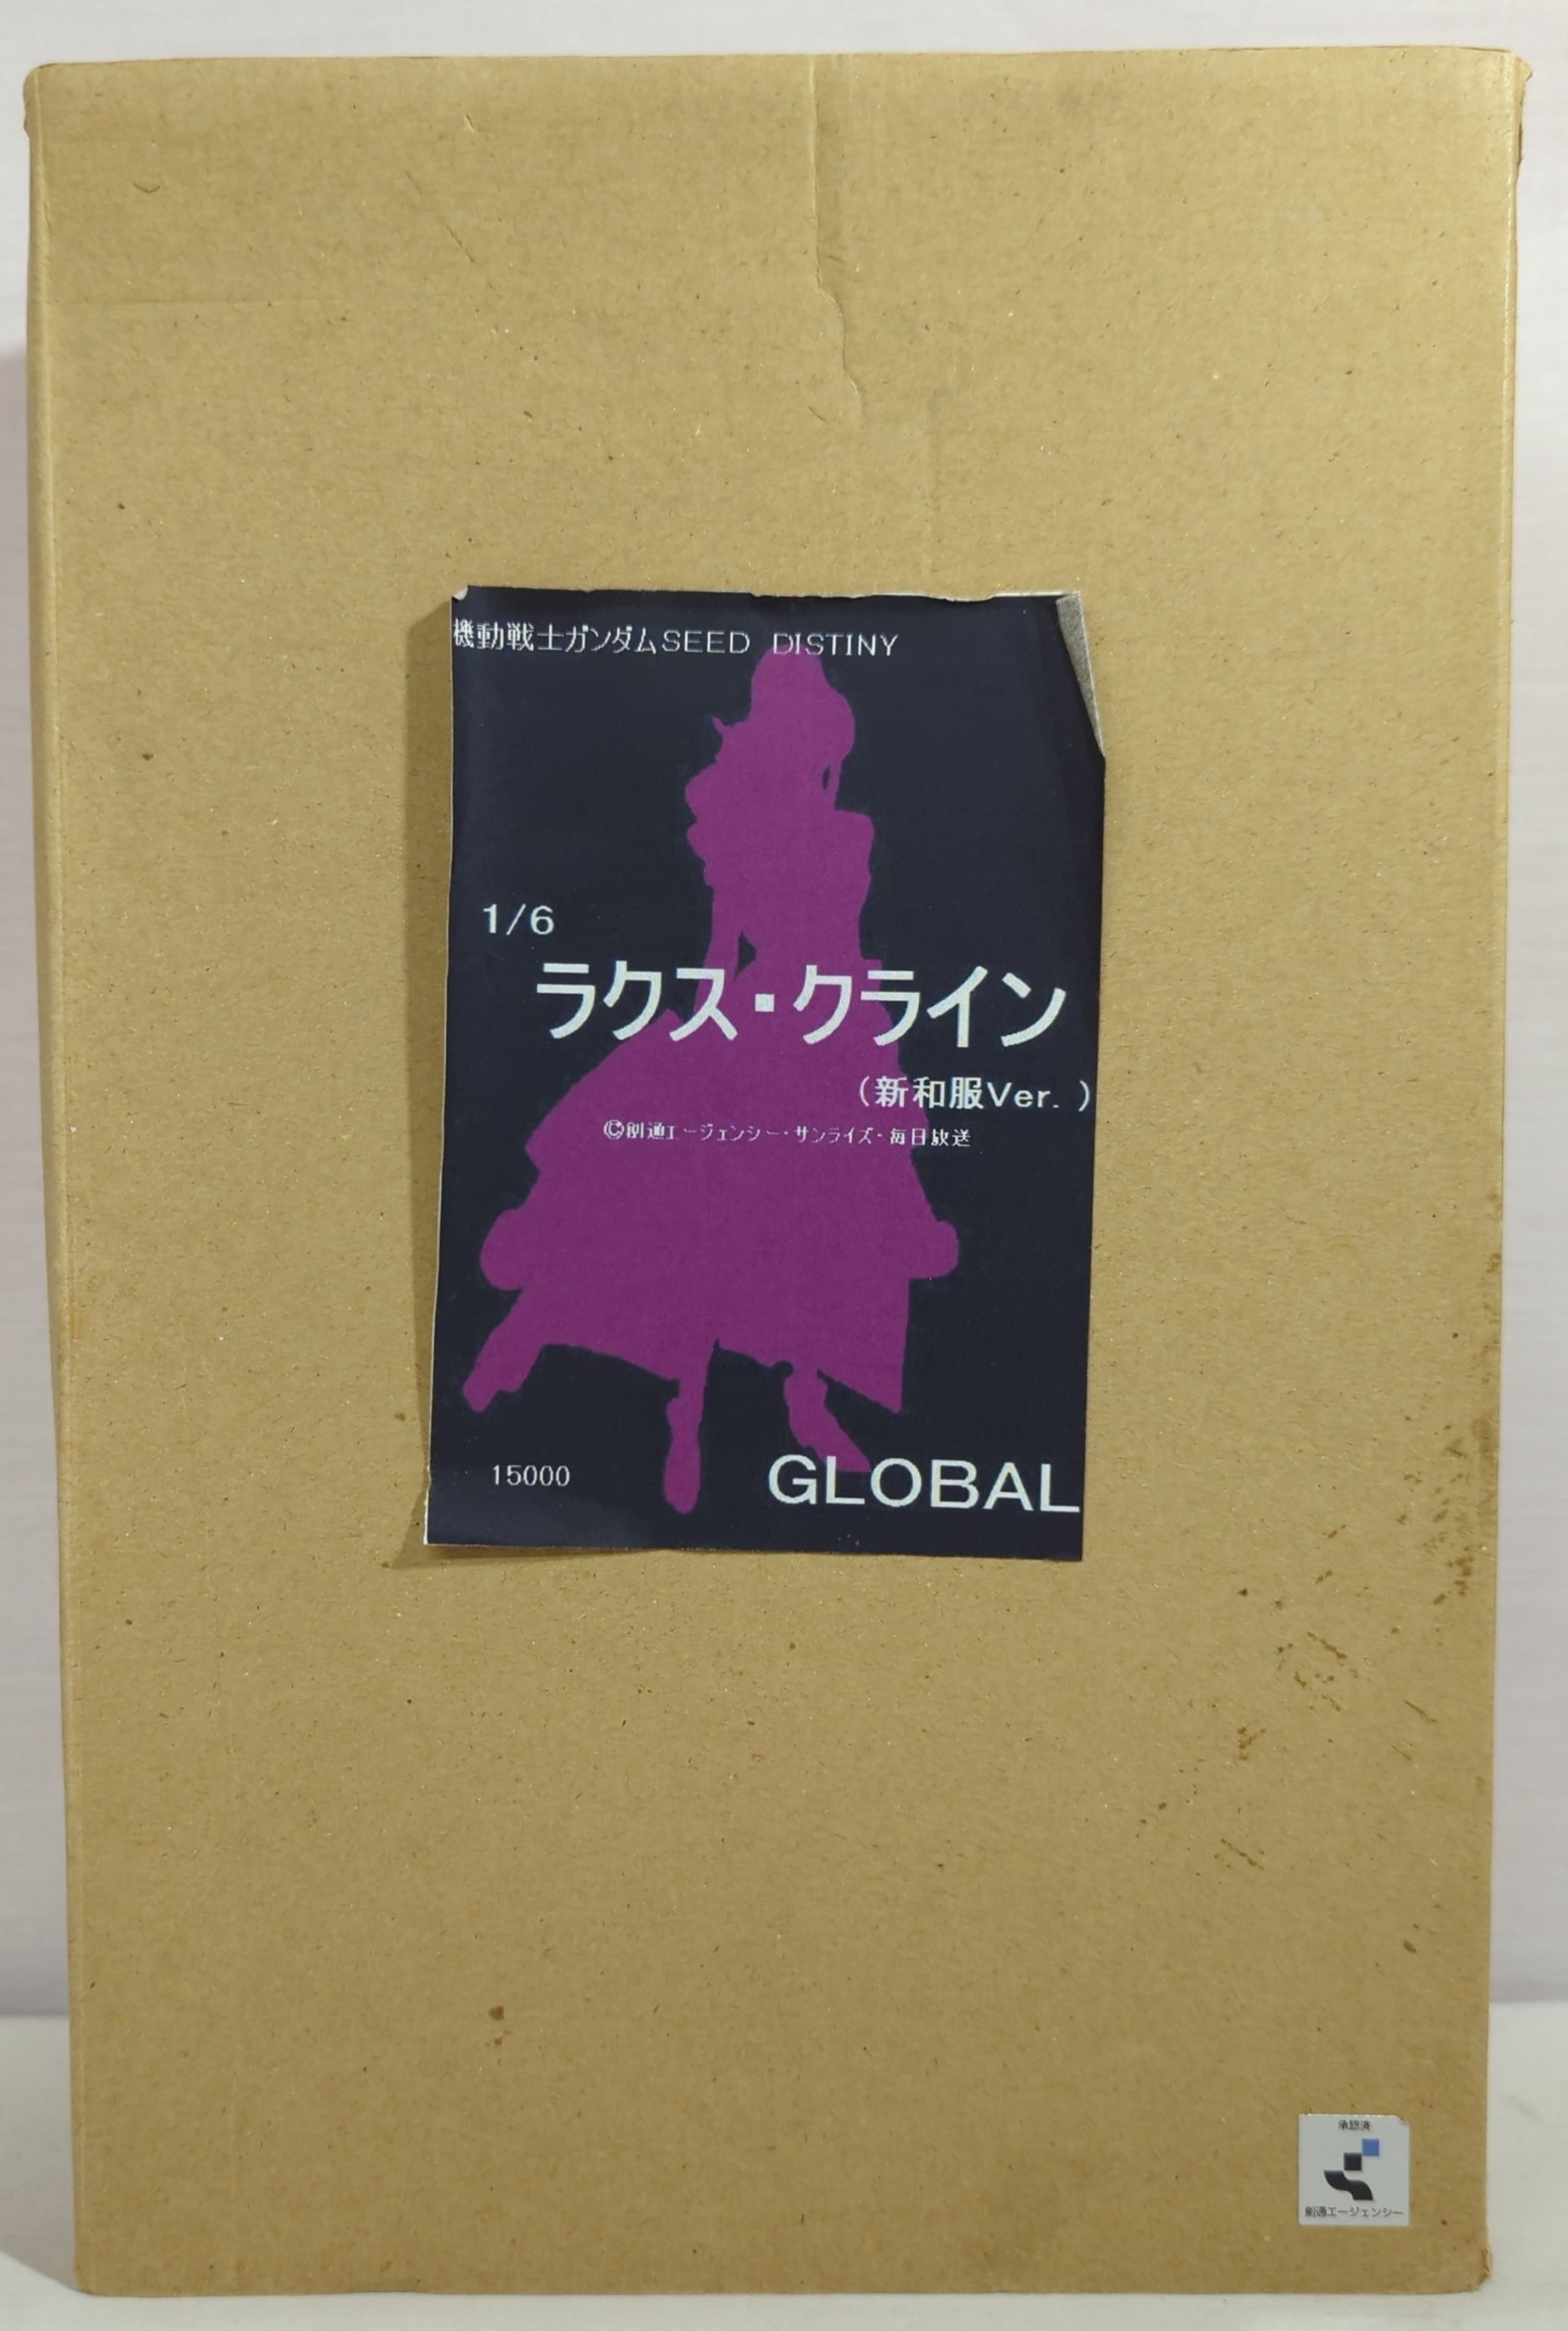 機動戦士ガンダムSEED DISTINY
1/6
ラクス・クライン
(新和服Ver. )
©創通エージェンシー・サンライズ・毎日放送
15000
GLOBAL
承認済
創通エージェンシー